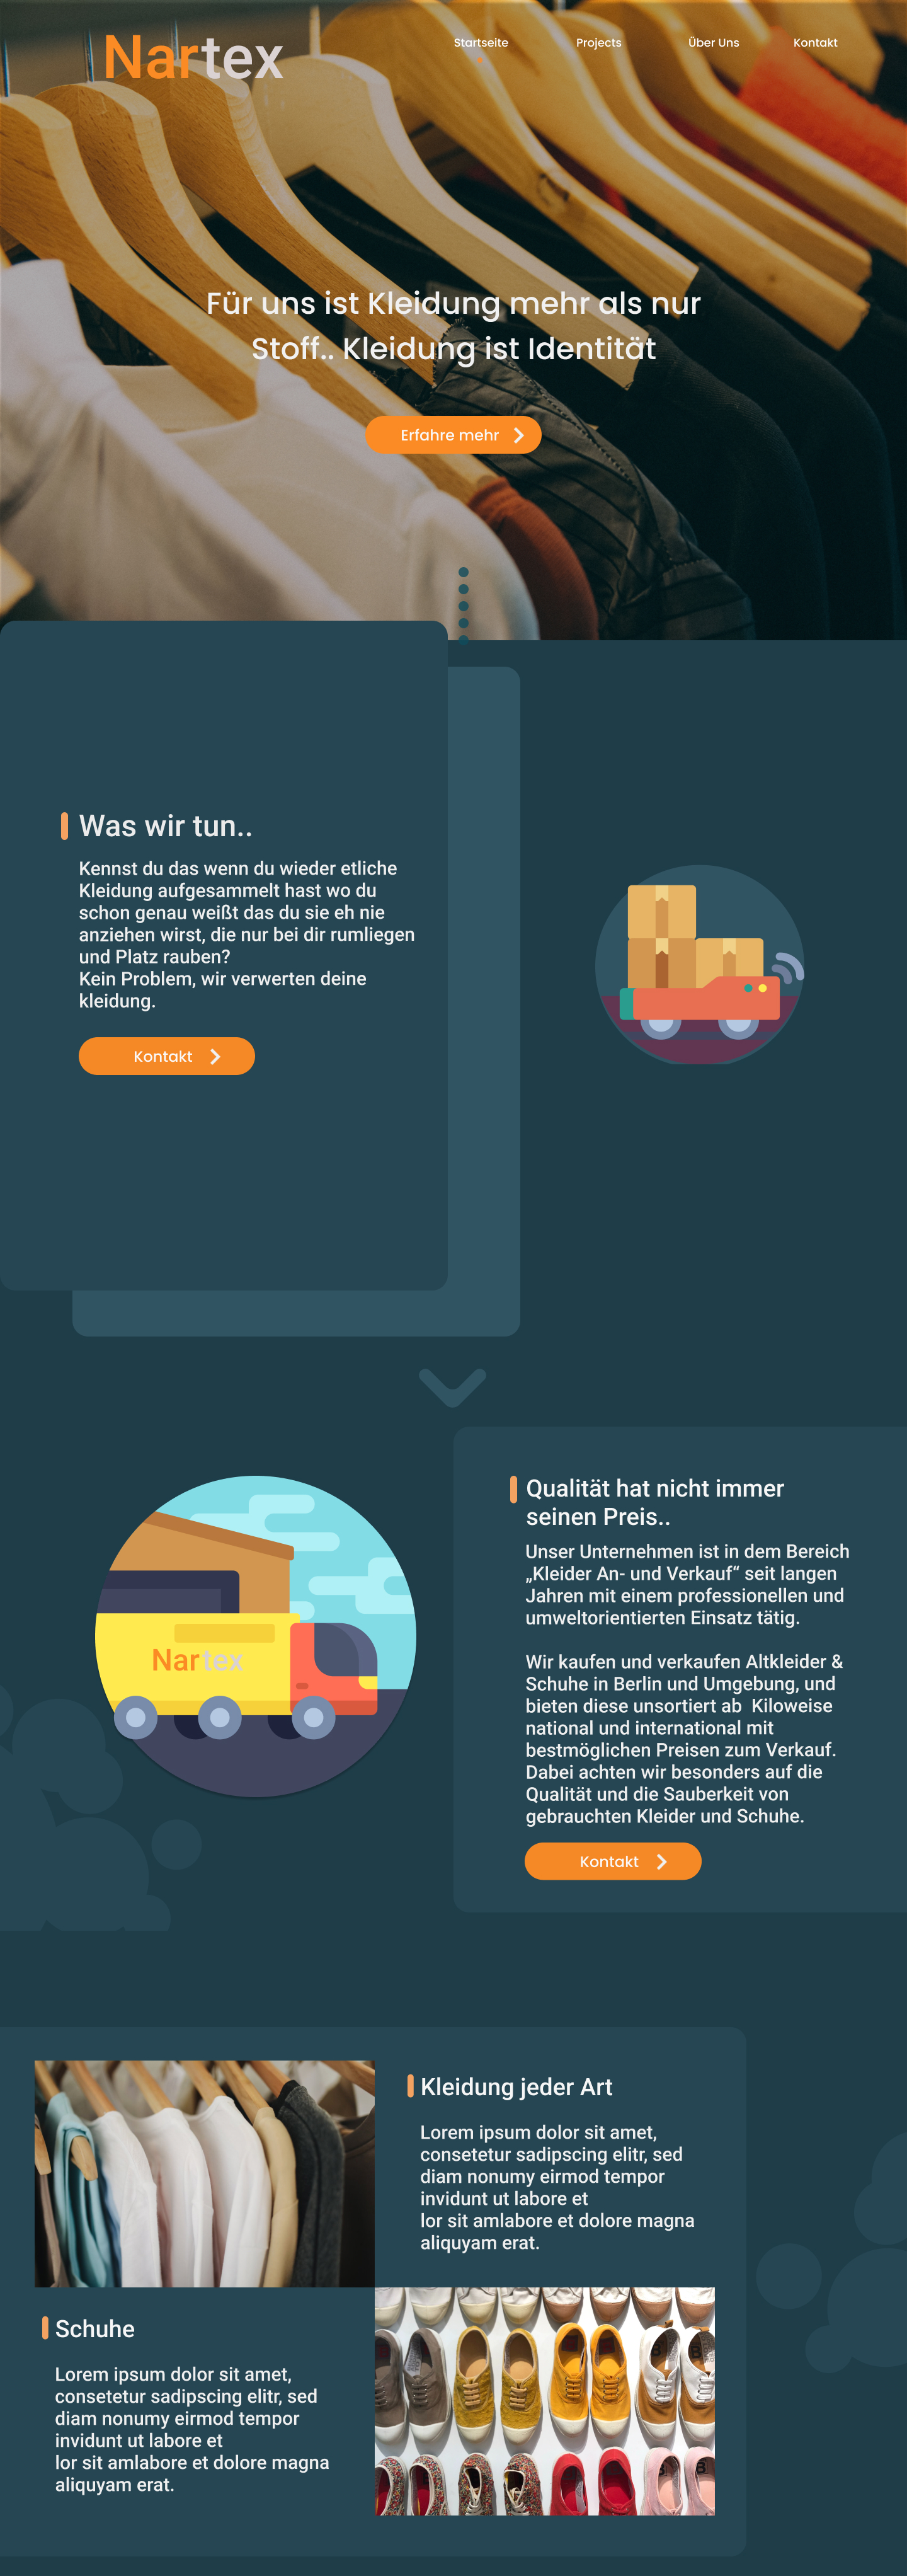 Nartex
Startseite Projects Über Uns Kontakt
Für uns ist Kleidung mehr als nur
Stoff.. Kleidung ist Identität
Erfahre mehr
Was wir tun..
Kennst du das wenn du wieder etliche
Kleidung aufgesammelt hast wo du
schon genau weißt das du sie eh nie
anziehen wirst, die nur bei dir rumliegen
und Platz rauben?
Kein Problem, wir verwerten deine
kleidung.
Kontakt
Nartex
Qualität hat nicht immer
seinen Preis..
Unser Unternehmen ist in dem Bereich
„Kleider An- und Verkauf“ seit langen
Jahren mit einem professionellen und
umweltorientierten Einsatz tätig.
Wir kaufen und verkaufen Altkleider &
Schuhe in Berlin und Umgebung, und
bieten diese unsortiert ab  Kiloweise
national und international mit
bestmöglichen Preisen zum Verkauf.
Dabei achten wir besonders auf die
Qualität und die Sauberkeit von
gebrauchten Kleider und Schuhe.
Kontakt
Kleidung jeder Art
Lorem ipsum dolor sit amet,
consetetur sadipscing elitr, sed
diam nonumy eirmod tempor
invidunt ut labore et
lor sit amlabore et dolore magna
aliquyam erat.
Schuhe
Lorem ipsum dolor sit amet,
consetetur sadipscing elitr, sed
diam nonumy eirmod tempor
invidunt ut labore et
lor sit amlabore et dolore magna
aliquyam erat.